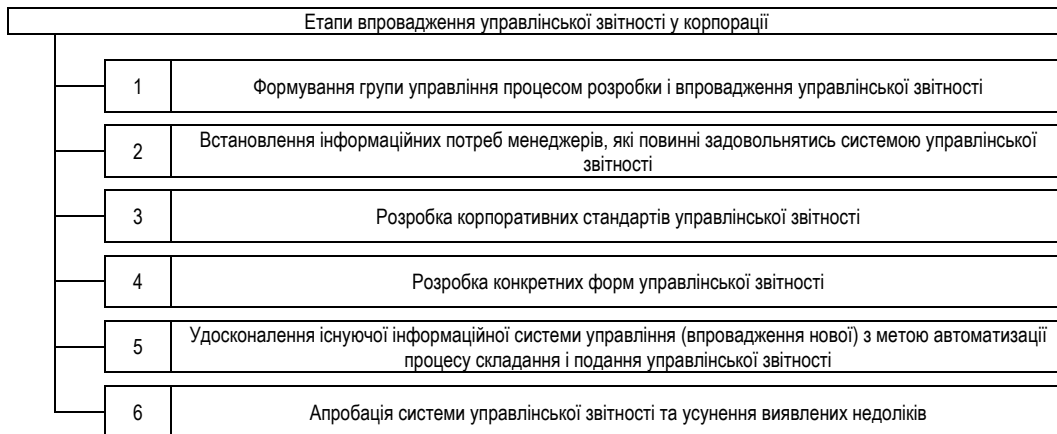 Етапи впровадження управлінської звітності у корпорації
1
Формування групи управління процесом розробки і впровадження управлінської звітності
2
Встановлення інформаційних потреб менеджерів, які повинні задовольнятись системою управлінської
звітності
3
Розробка корпоративних стандартів управлінської звітності
4
Розробка конкретних форм управлінської звітності
5
Удосконалення існуючої інформаційної системи управління (впровадження нової) з метою автоматизації
процесу складання і подання управлінської звітності
6
Апробація системи управлінської звітності та усунення виявлених недоліків